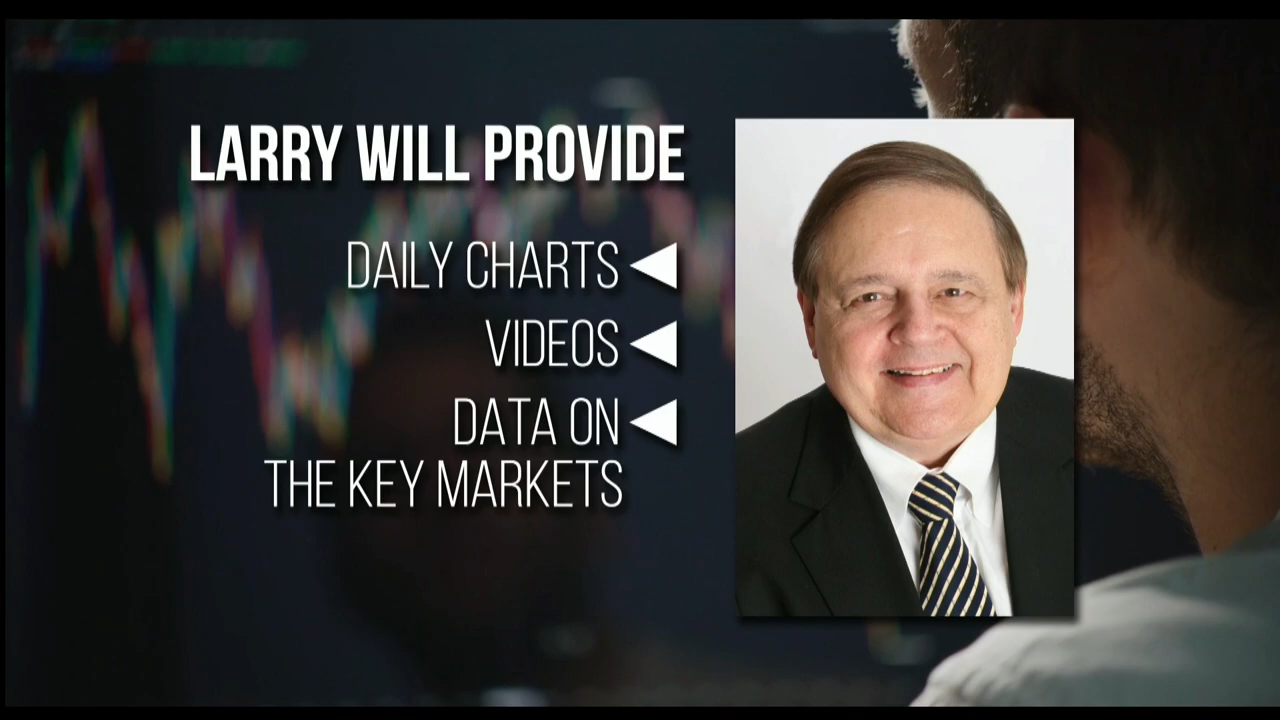 LARRY WILL PROVIDE
DAILY CHARTS
VIDEOS
DATA ON
THE KEY MARKETS